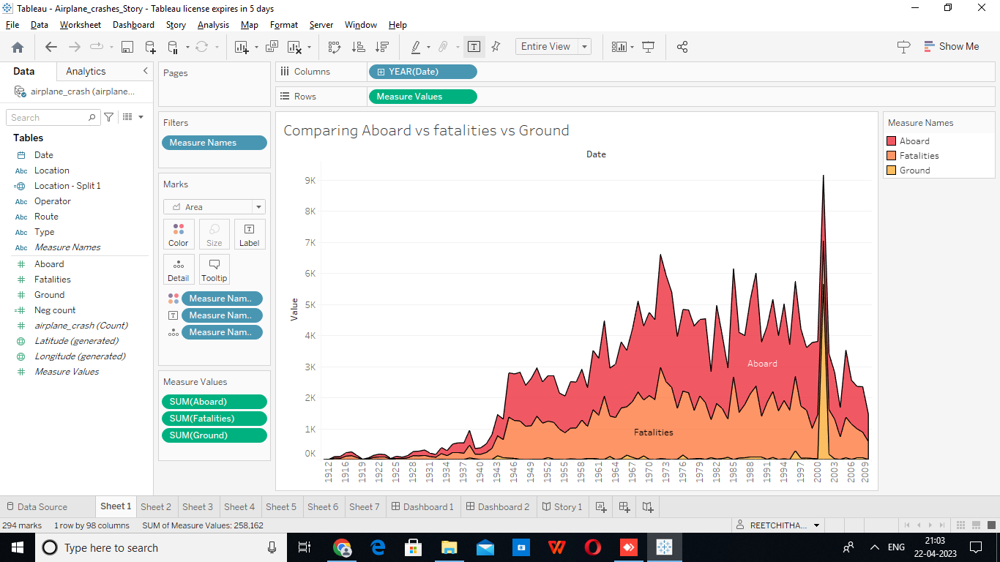 Tableau - Airplane_crashes_Story - Tableau license expires in 5 days
File Data Worksheet Dashboard Story Analysis Map Format Server Window Help
Entire View
Show Me
Data Analytics
airplane_crash (airplane...
Search
Tables
Date
Abc Location
Location - Split 1
Abc Operator
Abc Route
Abc Type
Abc Measure Names
Aboard
Fatalities
Ground
Neg count
airplane_crash (Count)
Latitude (generated)
Longitude (generated)
Measure Values
Pages
Filters
Measure Names
Marks
Area
Color Size Label
Detail Tooltip
Measure Nam..
Measure Nam..
Measure Nam..
Measure Values
SUM(Aboard)
SUM(Fatalities)
SUM(Ground)
Columns YEAR(Date)
Rows Measure Values
Comparing Aboard vs fatalities vs Ground
Date
Value
9K
8K
7K
6K
5K
4K
3K
2K
1K
0K
Aboard
Fatalities
1912 1916 1919 1922 1925 1928 1931 1934 1937 1940 1943 1946 1949 1952 1955 1958 1961 1964 1967 1970 1973 1976 1979 1982 1985 1988 1991 1994 1997 2000 2003 2006 2009
Measure Names
Aboard
Fatalities
Ground
Data Source Sheet 1 Sheet 2 Sheet 3 Sheet 4 Sheet 5 Sheet 6 Sheet 7 Dashboard 1 Dashboard 2 Story 1
294 marks 1 row by 98 columns SUM of Measure Values: 258,162 REETCHITHA...
Type here to search
ENG
21:03
22-04-2023